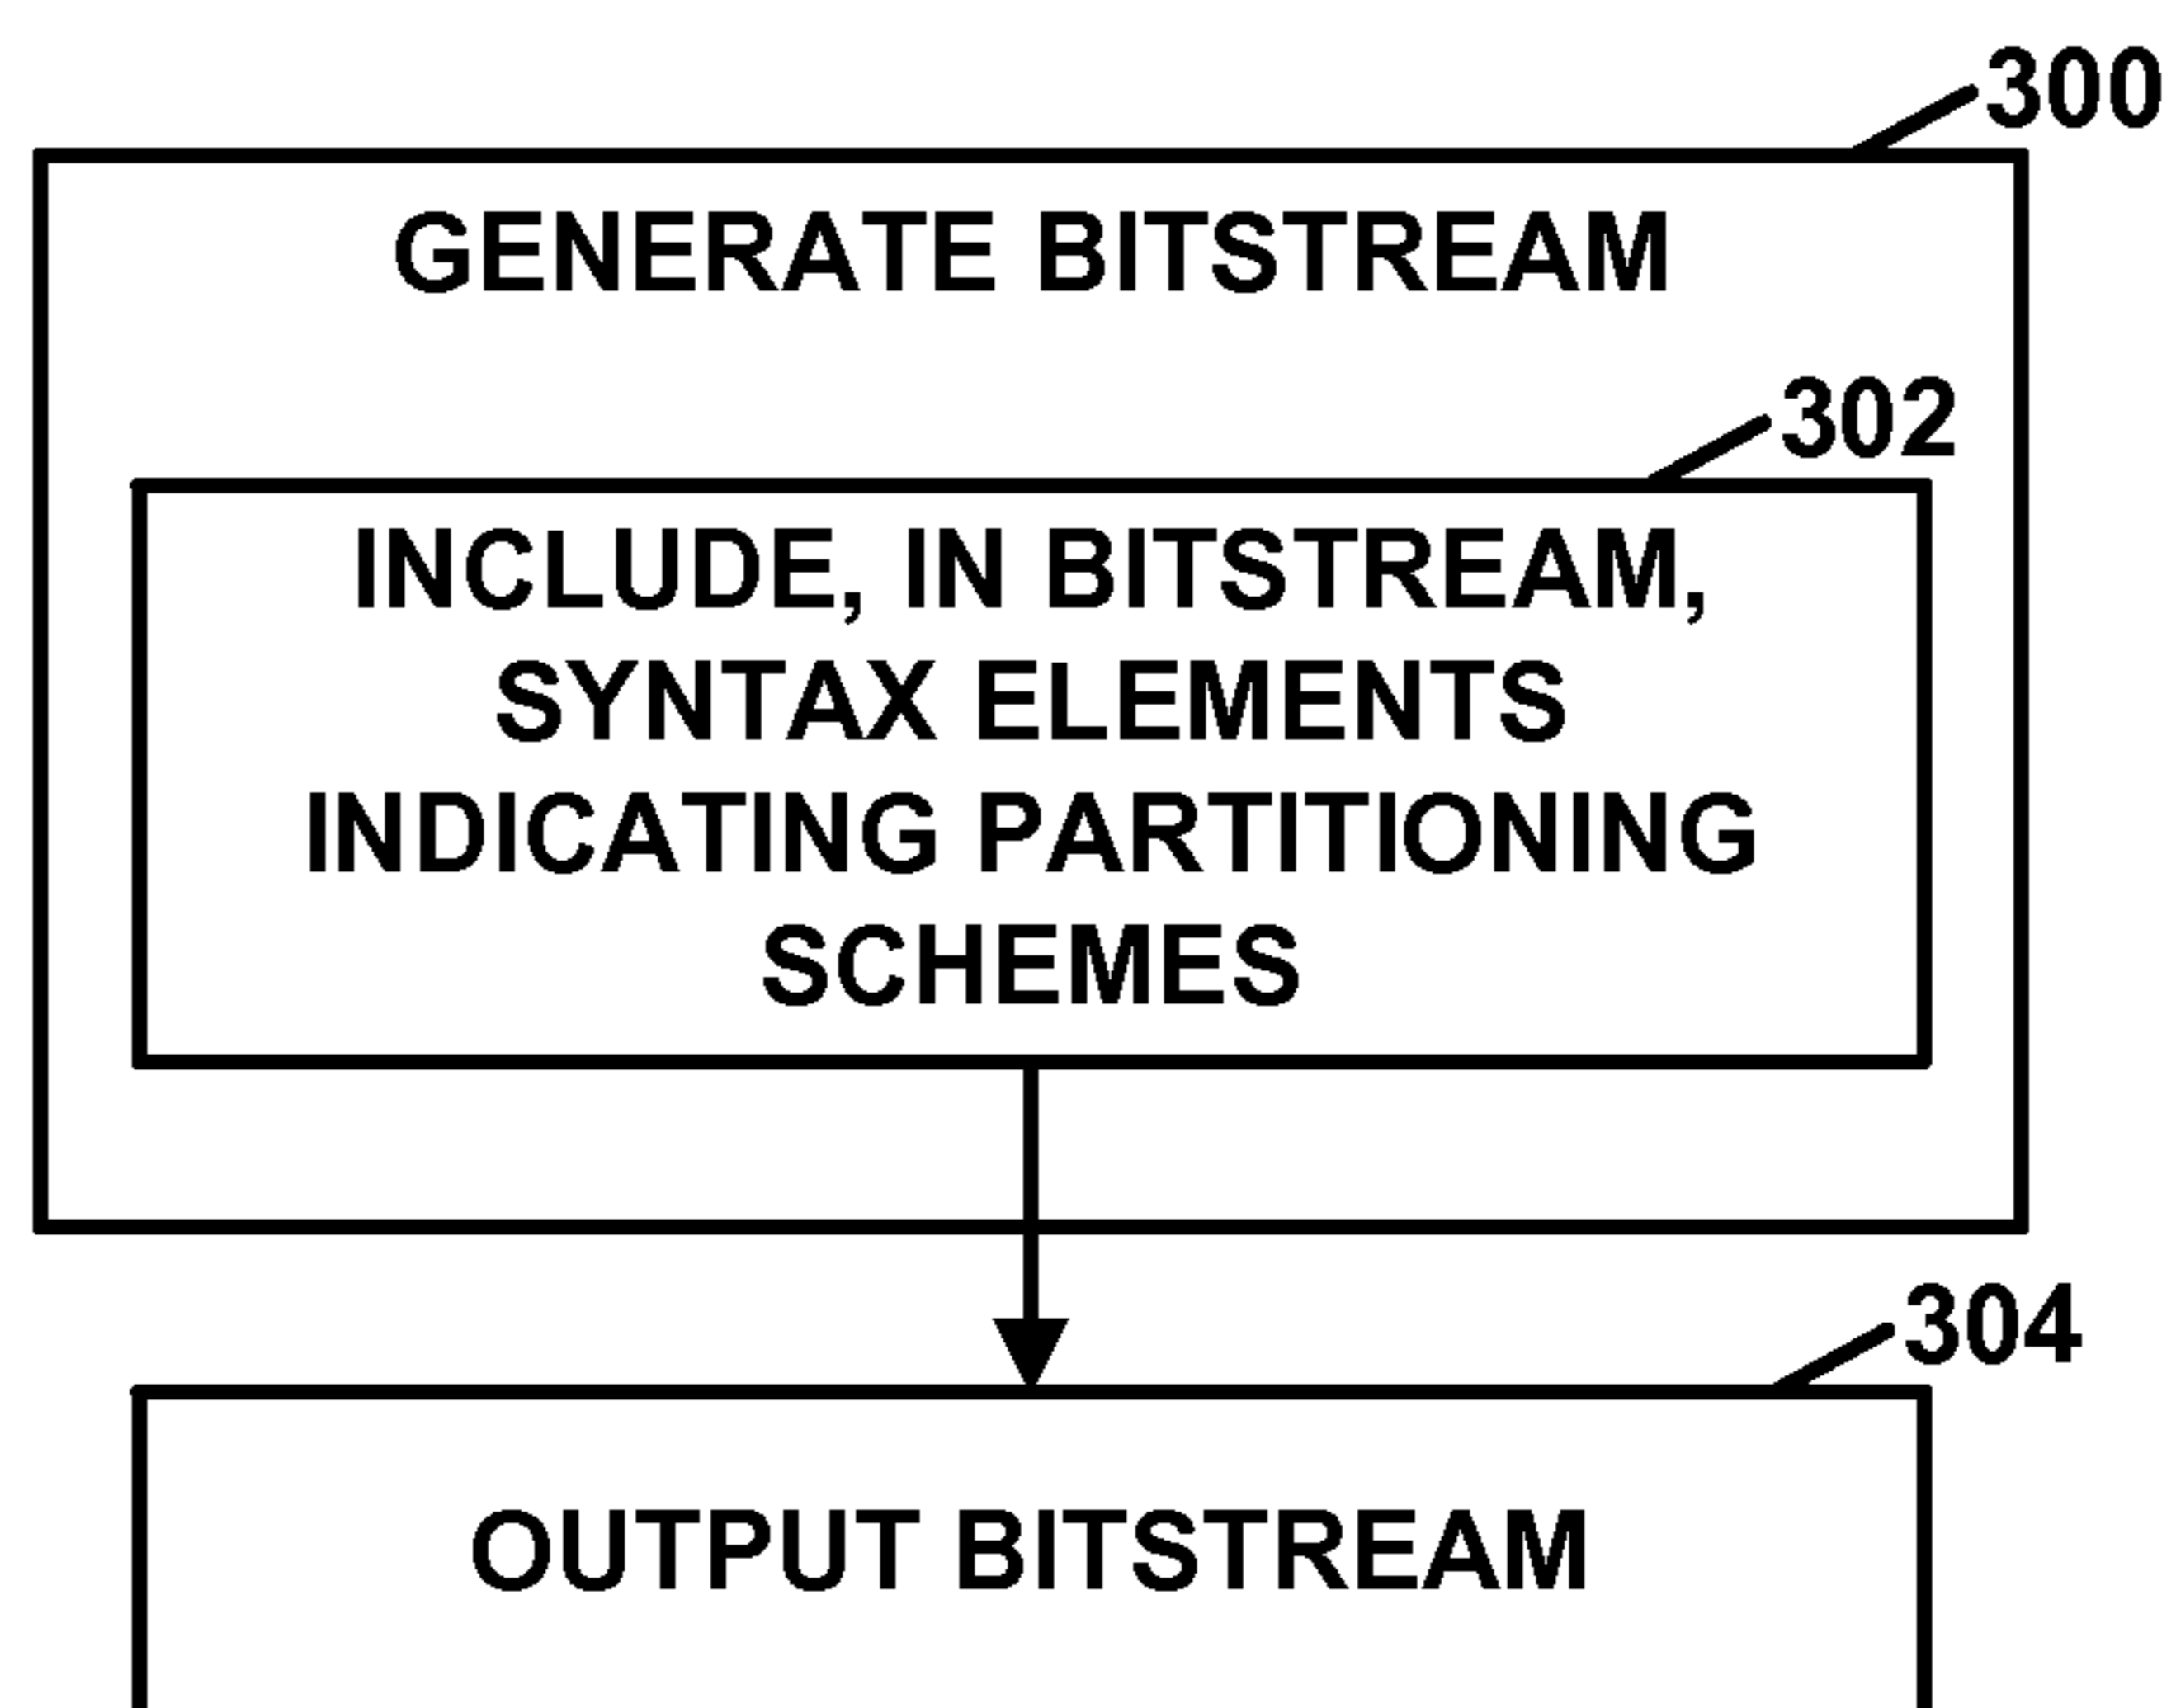 300
GENERATE BITSTREAM
302
INCLUDE, IN BITSTREAM,
SYNTAX ELEMENTS
INDICATING PARTITIONING
SCHEMES
304
OUTPUT BITSTREAM